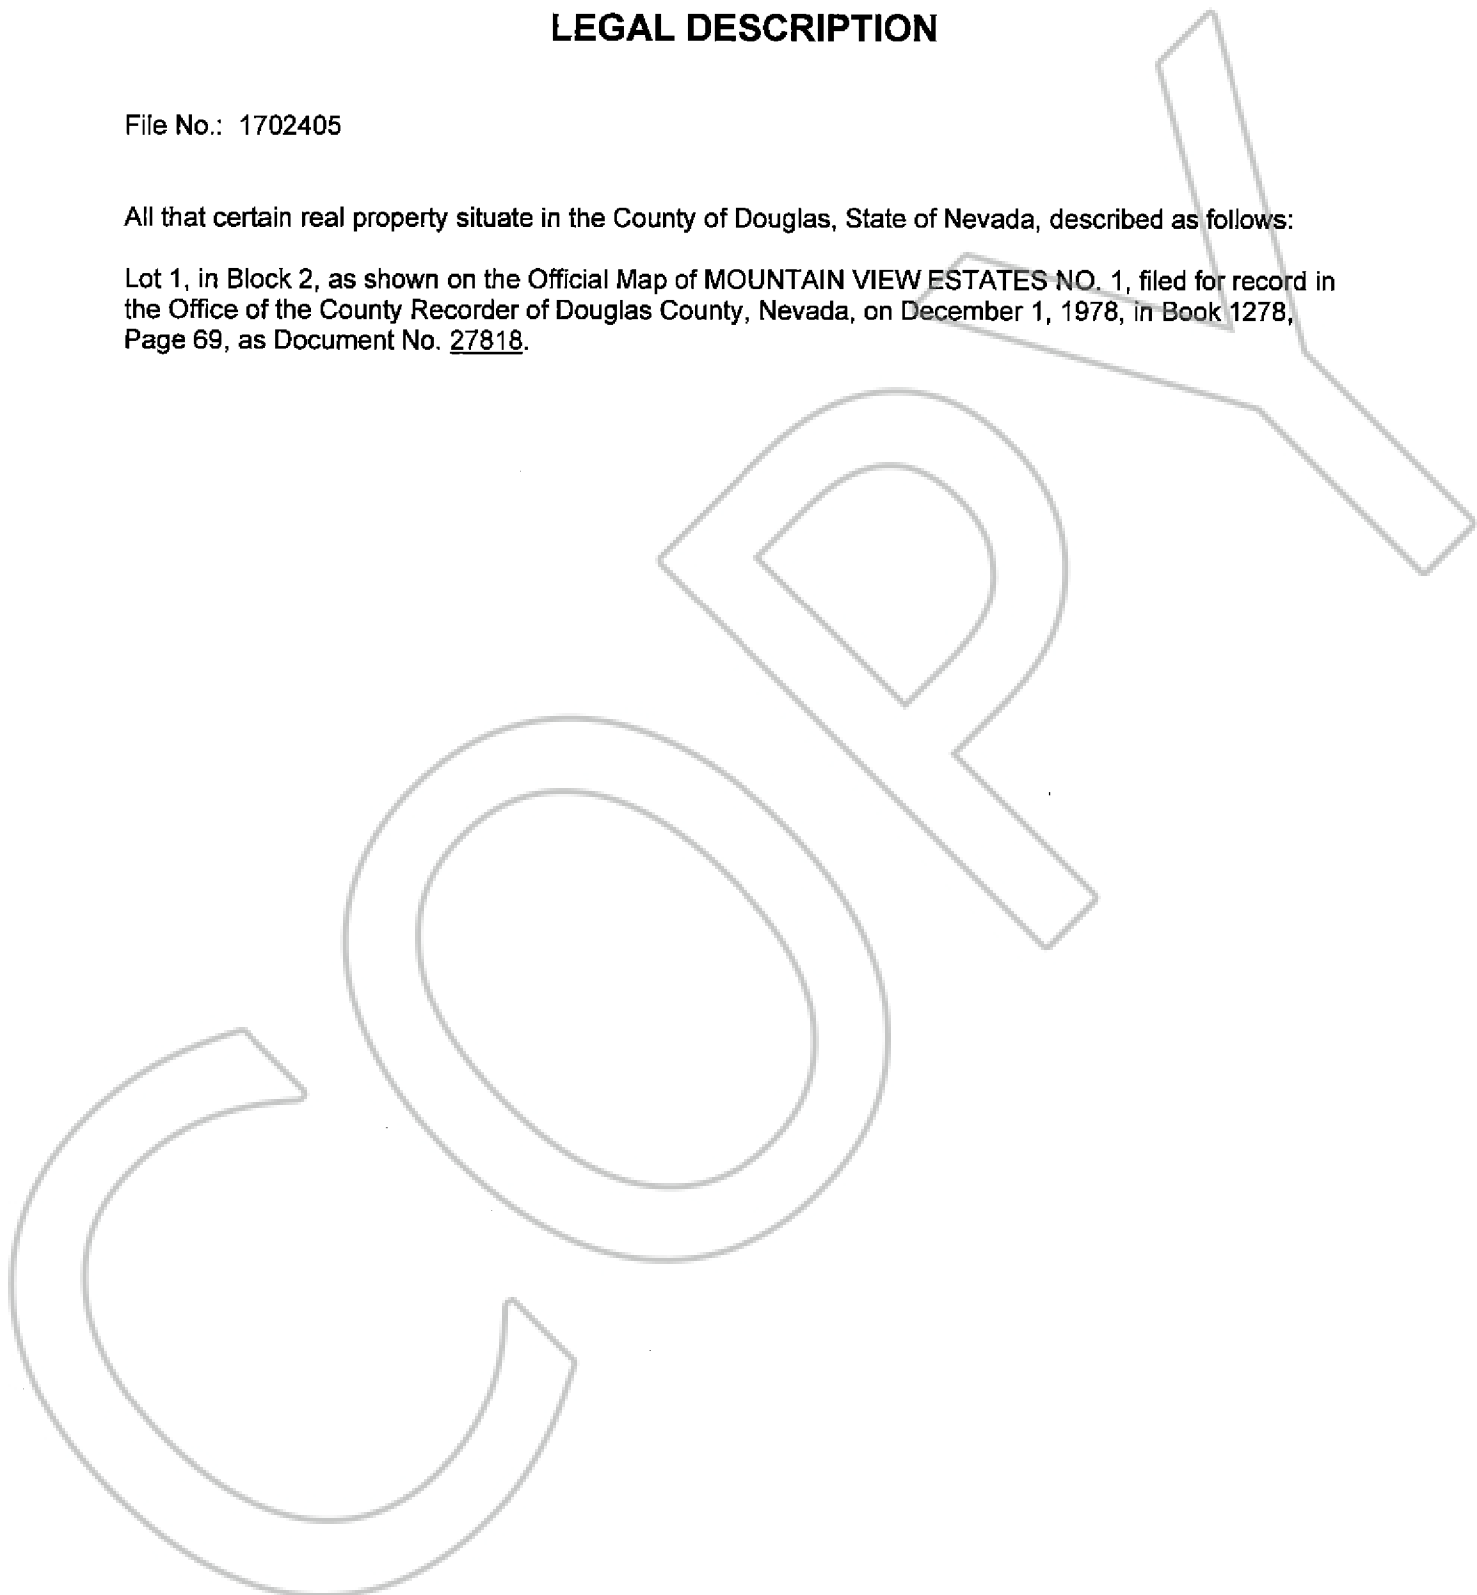 LEGAL DESCRIPTION
File No.: 1702405
All that certain real property situate in the County of Douglas, State of Nevada, described as follows:
Lot 1, in Block 2, as shown on the Official Map of MOUNTAIN VIEW ESTATES NO. 1, filed for record in
the Office of the County Recorder of Douglas County, Nevada, on December 1, 1978, in Book 1278,
Page 69, as Document No. 27818.
COPY